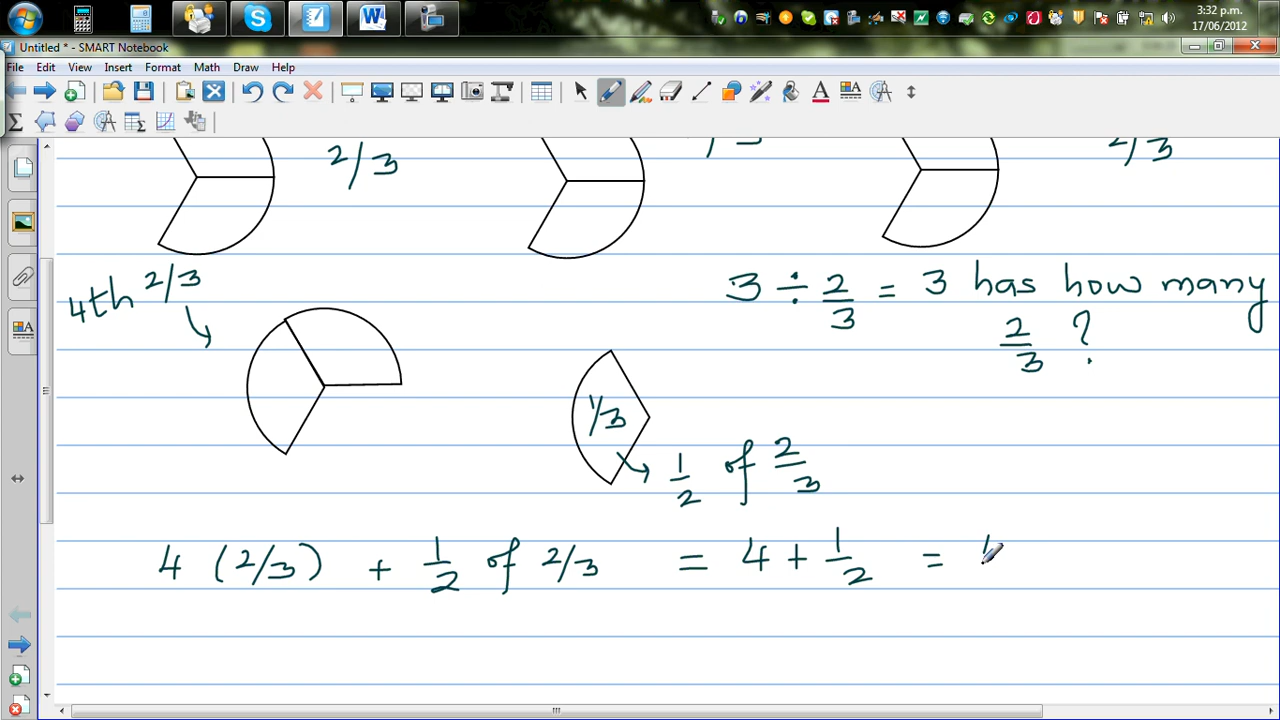 3:32 p.m.
17/06/2012
Untitled * - SMART Notebook
File Edit View Insert Format Math Draw Help
2/3
2/3
4th 2/3
3 ÷ 2/3 = 3 has how many
2/3 ?
1/3
1/2 of 2/3
4 (2/3) + 1/2 of 2/3 = 4 + 1/2 =